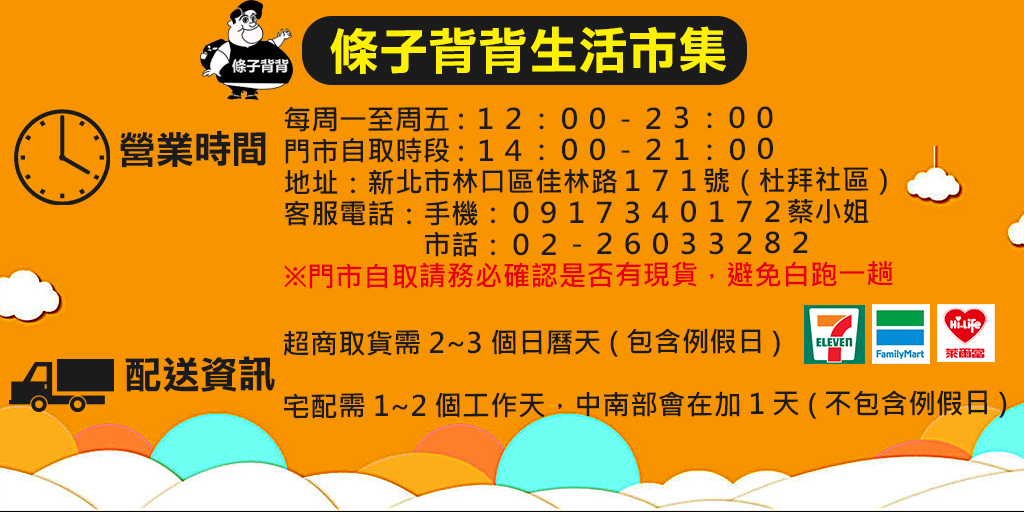 條子背背
條子背背生活市集
營業時間
每周一至周五:12:00-23:00
門市自取時段:14:00-21:00
地址:新北市林口區佳林路171號(杜拜社區)
客服電話:手機:0917340172蔡小姐
市話:02-26033282
※門市自取請務必確認是否有現貨,避免白跑一趟
配送資訊
超商取貨需 2~3 個日曆天(包含例假日)
7
ELEVEN
FamilyMart
Hi-Life
萊爾富
宅配需 1~2 個工作天,中南部會在加 1 天(不包含例假日)